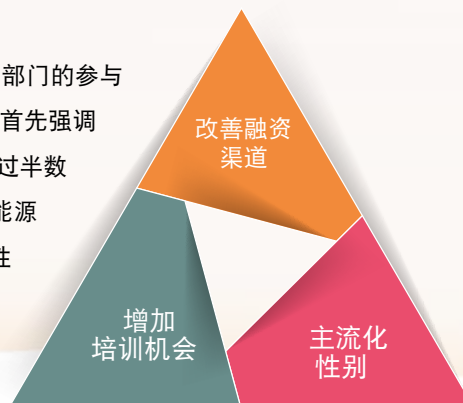 部门的参与
首先强调
过半数
能源
性
改善融资
渠道
增加
培训机会
主流化
性别